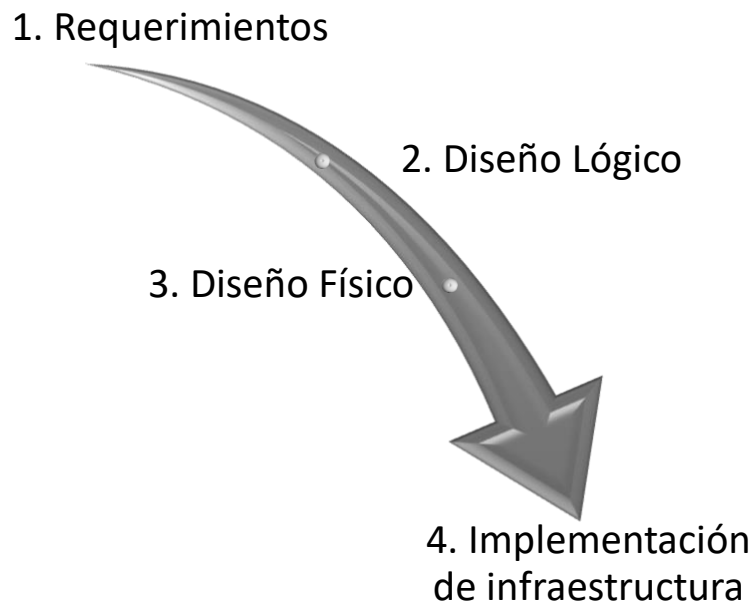 1. Requerimientos
2. Diseño Lógico
3. Diseño Físico
4. Implementación
de infraestructura